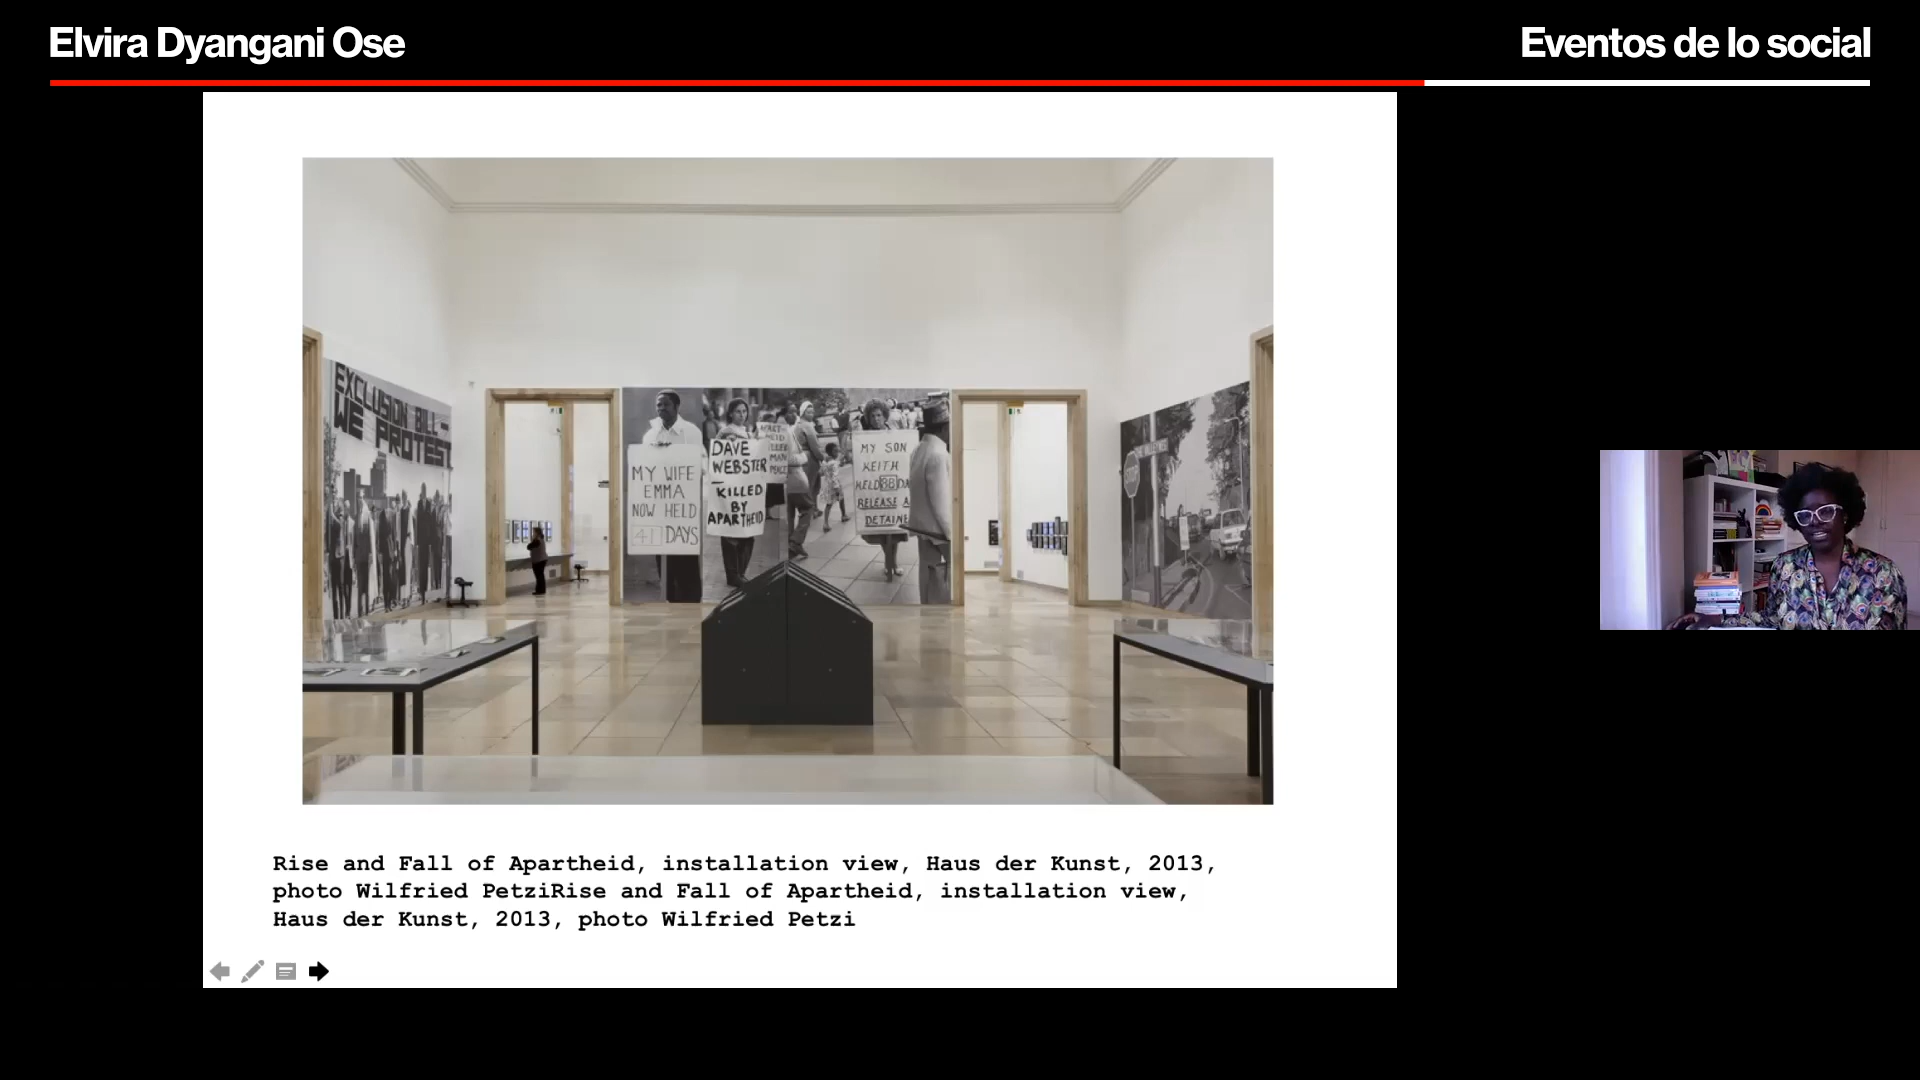 Elvira Dyangani Ose
Eventos de lo social
EXCLUSION BILL—
WE PROTEST
MY WIFE
EMMA
NOW HELD
41 DAYS
DAVE
WEBSTER
KILLED
BY
APARTHEID
MY SON
KEITH
HELD 88 DA
RELEASE A
DETAINE
STOP
Rise and Fall of Apartheid, installation view, Haus der Kunst, 2013,
photo Wilfried PetziRise and Fall of Apartheid, installation view,
Haus der Kunst, 2013, photo Wilfried Petzi